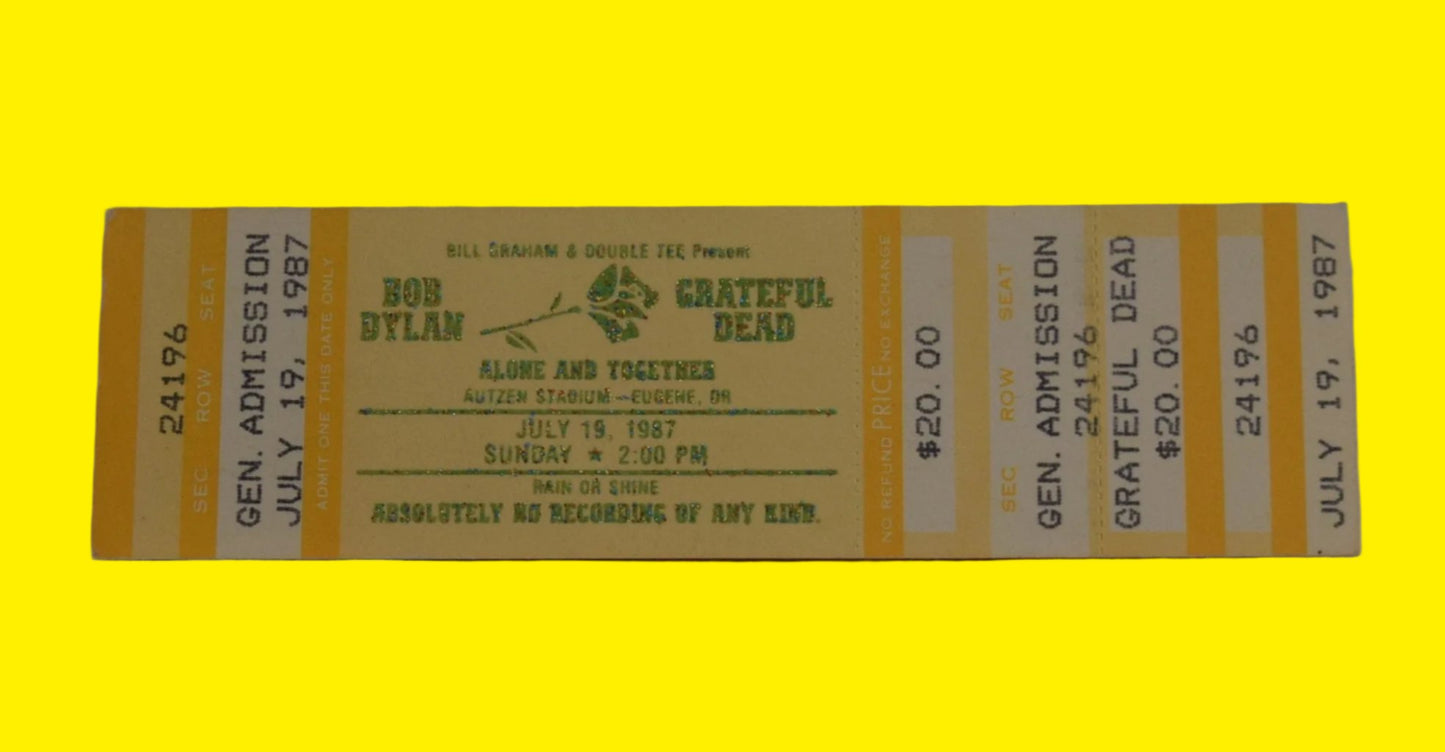 24196
SEC ROW SEAT
GEN. ADMISSION
JULY 19, 1987
ADMIT ONE THIS DATE ONLY
BILL GRAHAM & DOUBLE TEE Present
BOB DYLAN
GRATEFUL DEAD
ALONE AND TOGETHER
AUTZEN STADIUM - EUGENE, OR
JULY 19, 1987
SUNDAY ★ 2:00 PM
RAIN OR SHINE
ABSOLUTELY NO RECORDING OF ANY KIND.
NO REFUND PRICE NO EXCHANGE
$20.00
SEC ROW SEAT
GEN. ADMISSION
24196
GRATEFUL DEAD
$20.00
24196
JULY 19, 1987